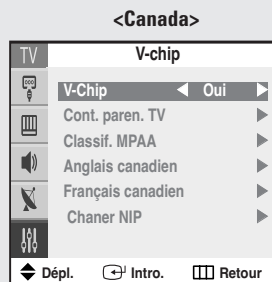 <Canada>
TV V-chip
V-Chip Oui
Cont. paren. TV
Classif. MPAA
Anglais canadien
Français canadien
Chaner NIP
Dépl. Intro. Retour